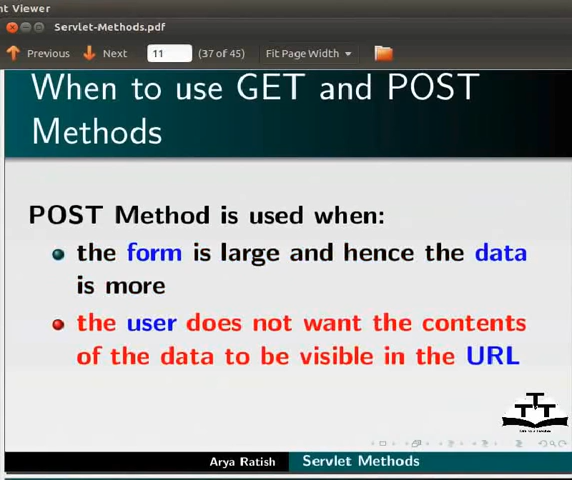 nt Viewer
Servlet-Methods.pdf
Previous Next 11 (37 of 45) Fit Page Width
When to use GET and POST
Methods
POST Method is used when:
the form is large and hence the data
is more
the user does not want the contents
of the data to be visible in the URL
TTT
Arya Ratish Servlet Methods